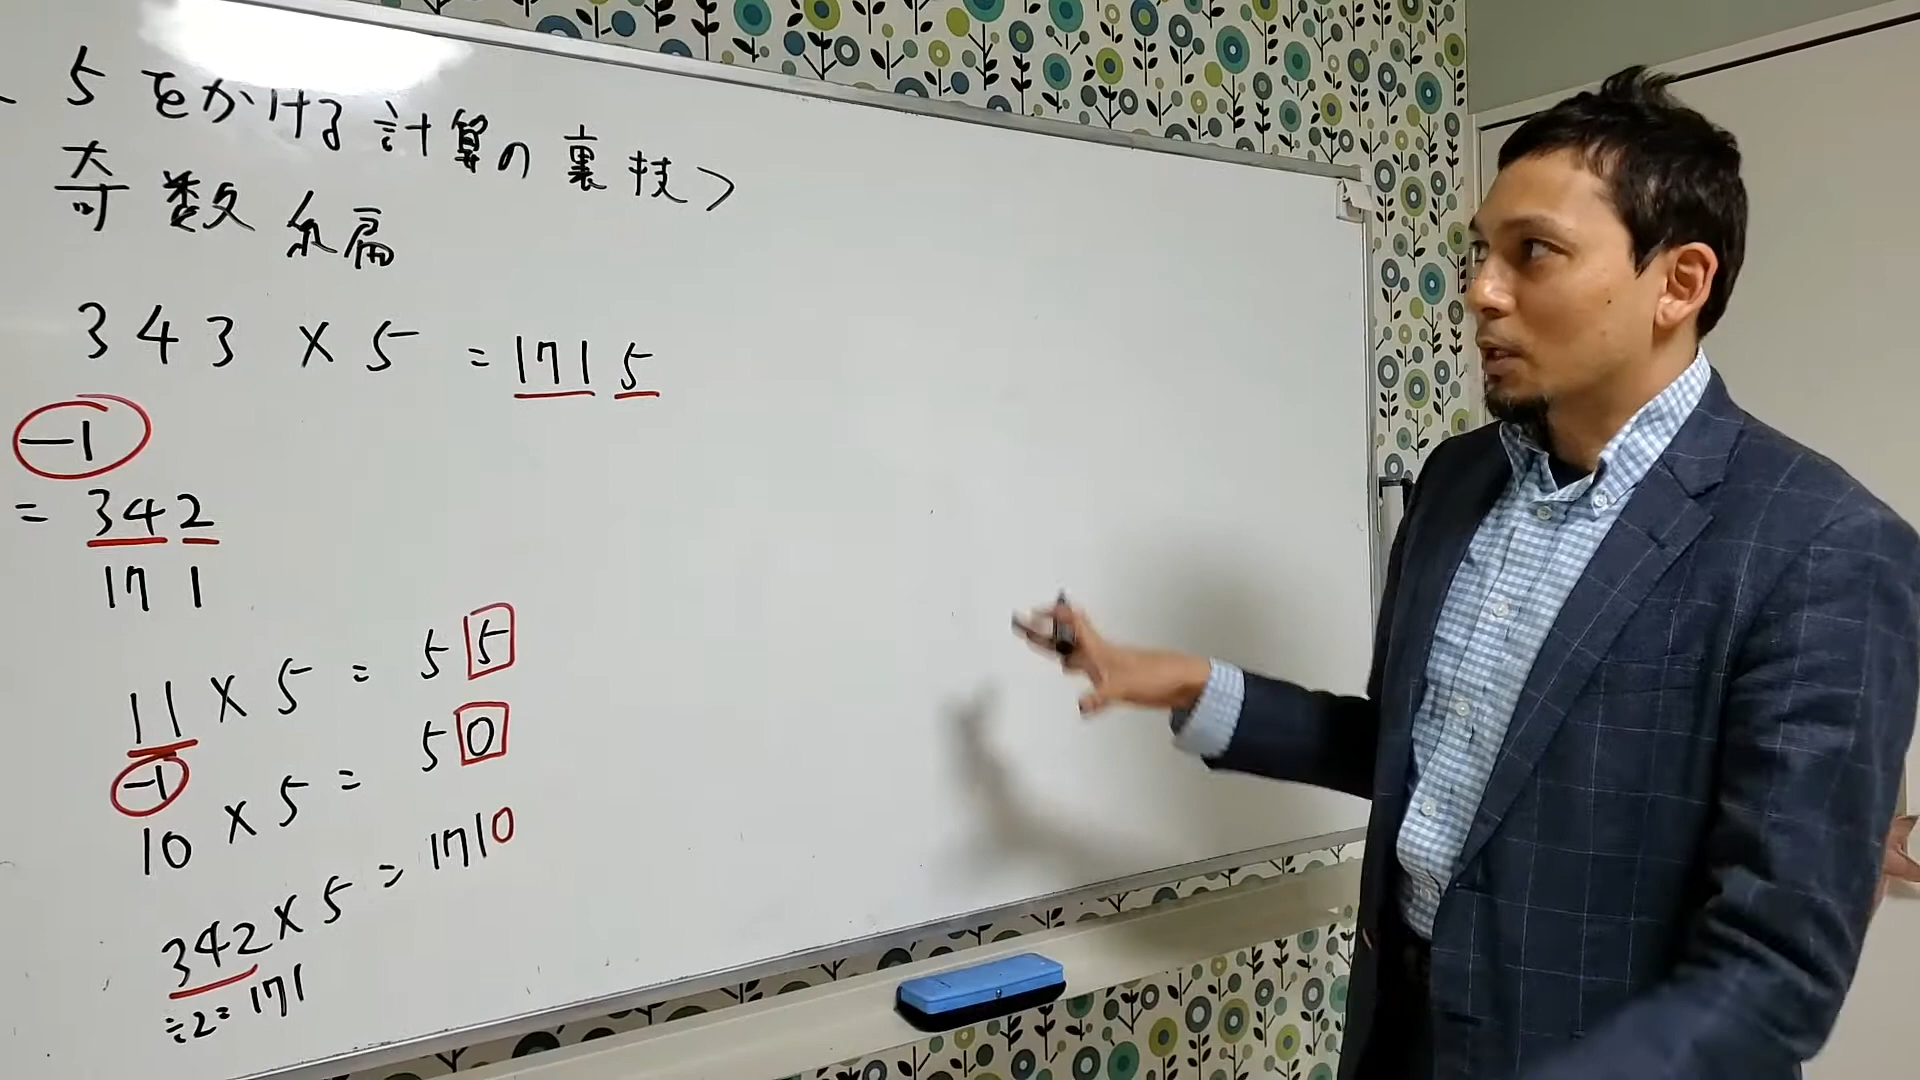 5をかける計算の裏技>
奇数編
343 × 5 = 1715
-1
= 342
171
11 × 5 = 55
-1
10 × 5 = 50
342 × 5 = 1710
÷2=171